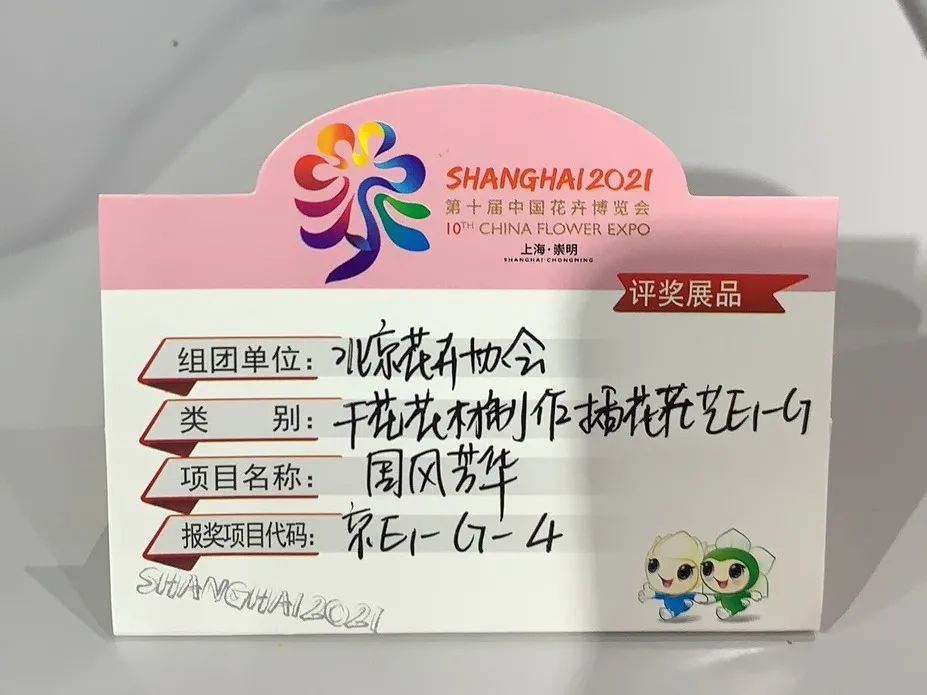 SHANGHAI 2021
第十届中国花卉博览会
10TH CHINA FLOWER EXPO
上海·崇明
SHANGHAI·CHONGMING
评奖展品
组团单位：北京花卉协会
类 别：干花花材制作插花花艺E1-G
项目名称：国风芳华
报奖项目代码：京E1-G-4
SHANGHAI2021